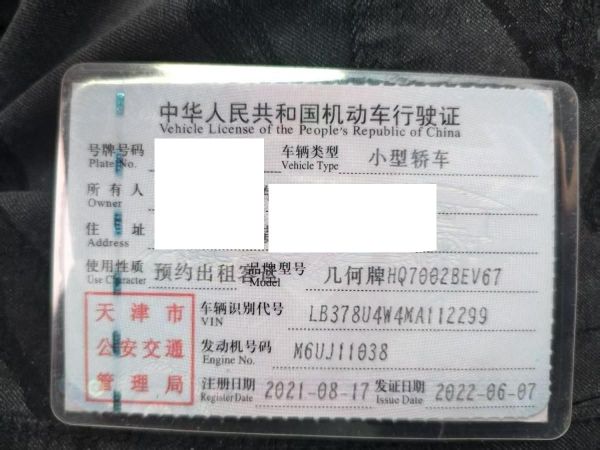 中华人民共和国机动车行驶证
Vehicle License of the People's Republic of China
号牌号码 车辆类型 小型轿车
Plate No. Vehicle Type
所有人
Owner
住址
Address
使用性质 预约出租客运 品牌型号 几何牌HQ7002BEV67
Use Character Model
天津市
公安交通
管理局
车辆识别代号 LB378U4W4MA112299
VIN
发动机号码 M6UJ11038
Engine No.
注册日期 2021-08-17 发证日期 2022-06-07
Register Date Issue Date